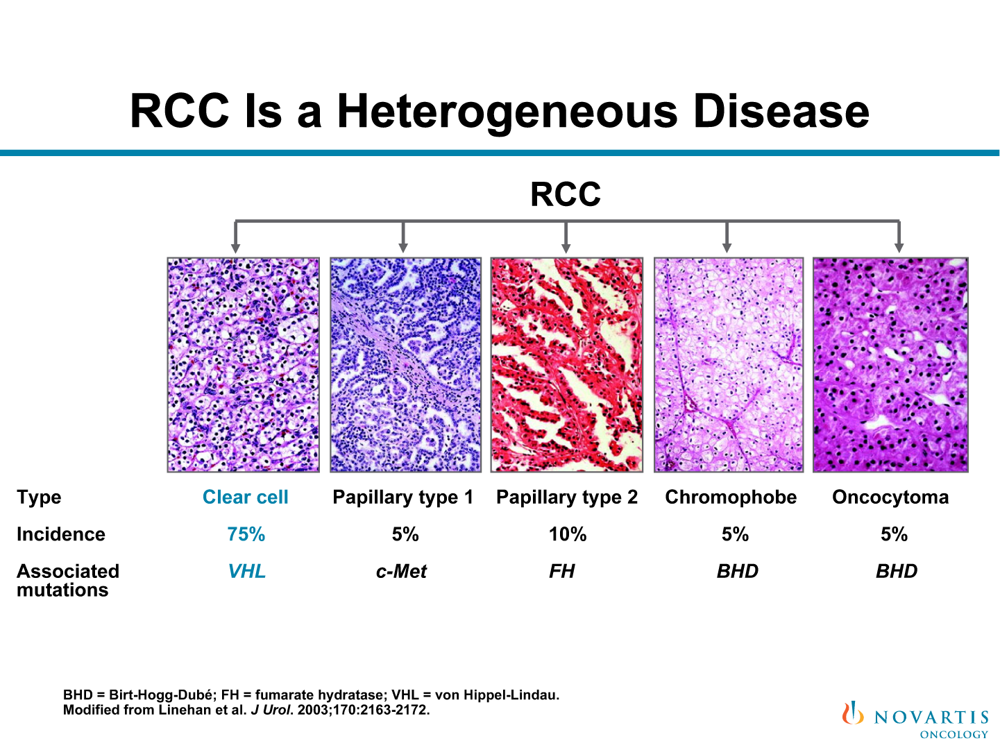 RCC Is a Heterogeneous Disease
RCC
Type Clear cell Papillary type 1 Papillary type 2 Chromophobe Oncocytoma
Incidence 75% 5% 10% 5% 5%
Associated VHL c-Met FH BHD BHD
mutations
BHD = Birt-Hogg-Dubé; FH = fumarate hydratase; VHL = von Hippel-Lindau.
Modified from Linehan et al. J Urol. 2003;170:2163-2172.
NOVARTIS
ONCOLOGY